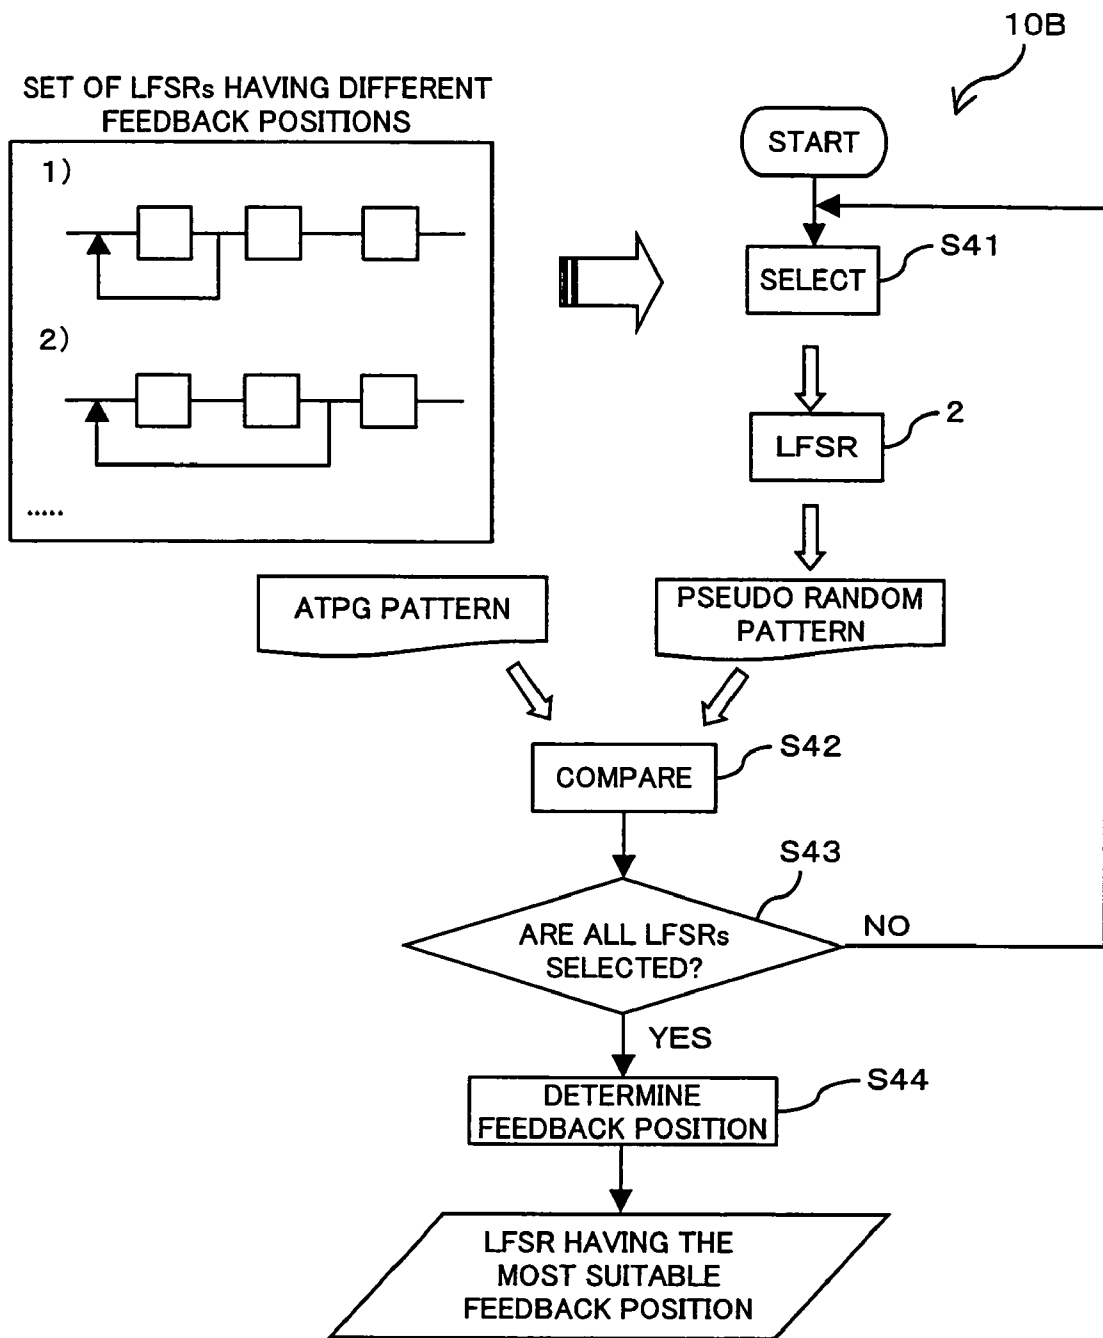 10B
SET OF LFSRs HAVING DIFFERENT
FEEDBACK POSITIONS
1)
2)
.....
START
S41
SELECT
2
LFSR
ATPG PATTERN
PSEUDO RANDOM
PATTERN
S42
COMPARE
S43
ARE ALL LFSRs
SELECTED?
NO
YES
S44
DETERMINE
FEEDBACK POSITION
LFSR HAVING THE
MOST SUITABLE
FEEDBACK POSITION